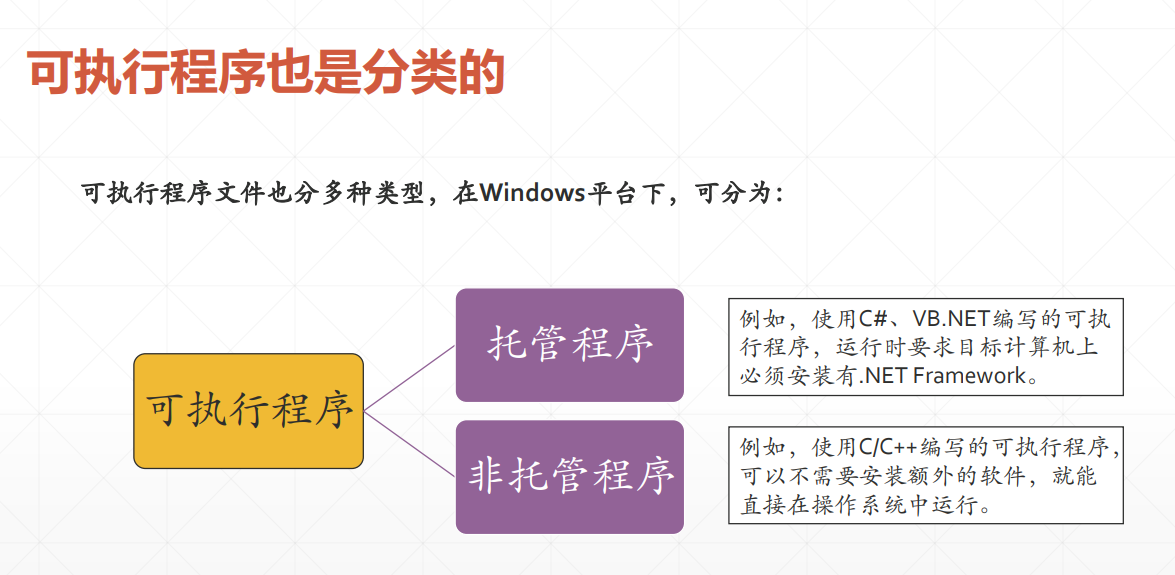 可执行程序也是分类的
可执行程序文件也分多种类型，在Windows平台下，可分为：
可执行程序
托管程序
例如，使用C#、VB.NET编写的可执
行程序，运行时要求目标计算机上
必须安装有.NET Framework。
非托管程序
例如，使用C/C++编写的可执行程序，
可以不需要安装额外的软件，就能
直接在操作系统中运行。